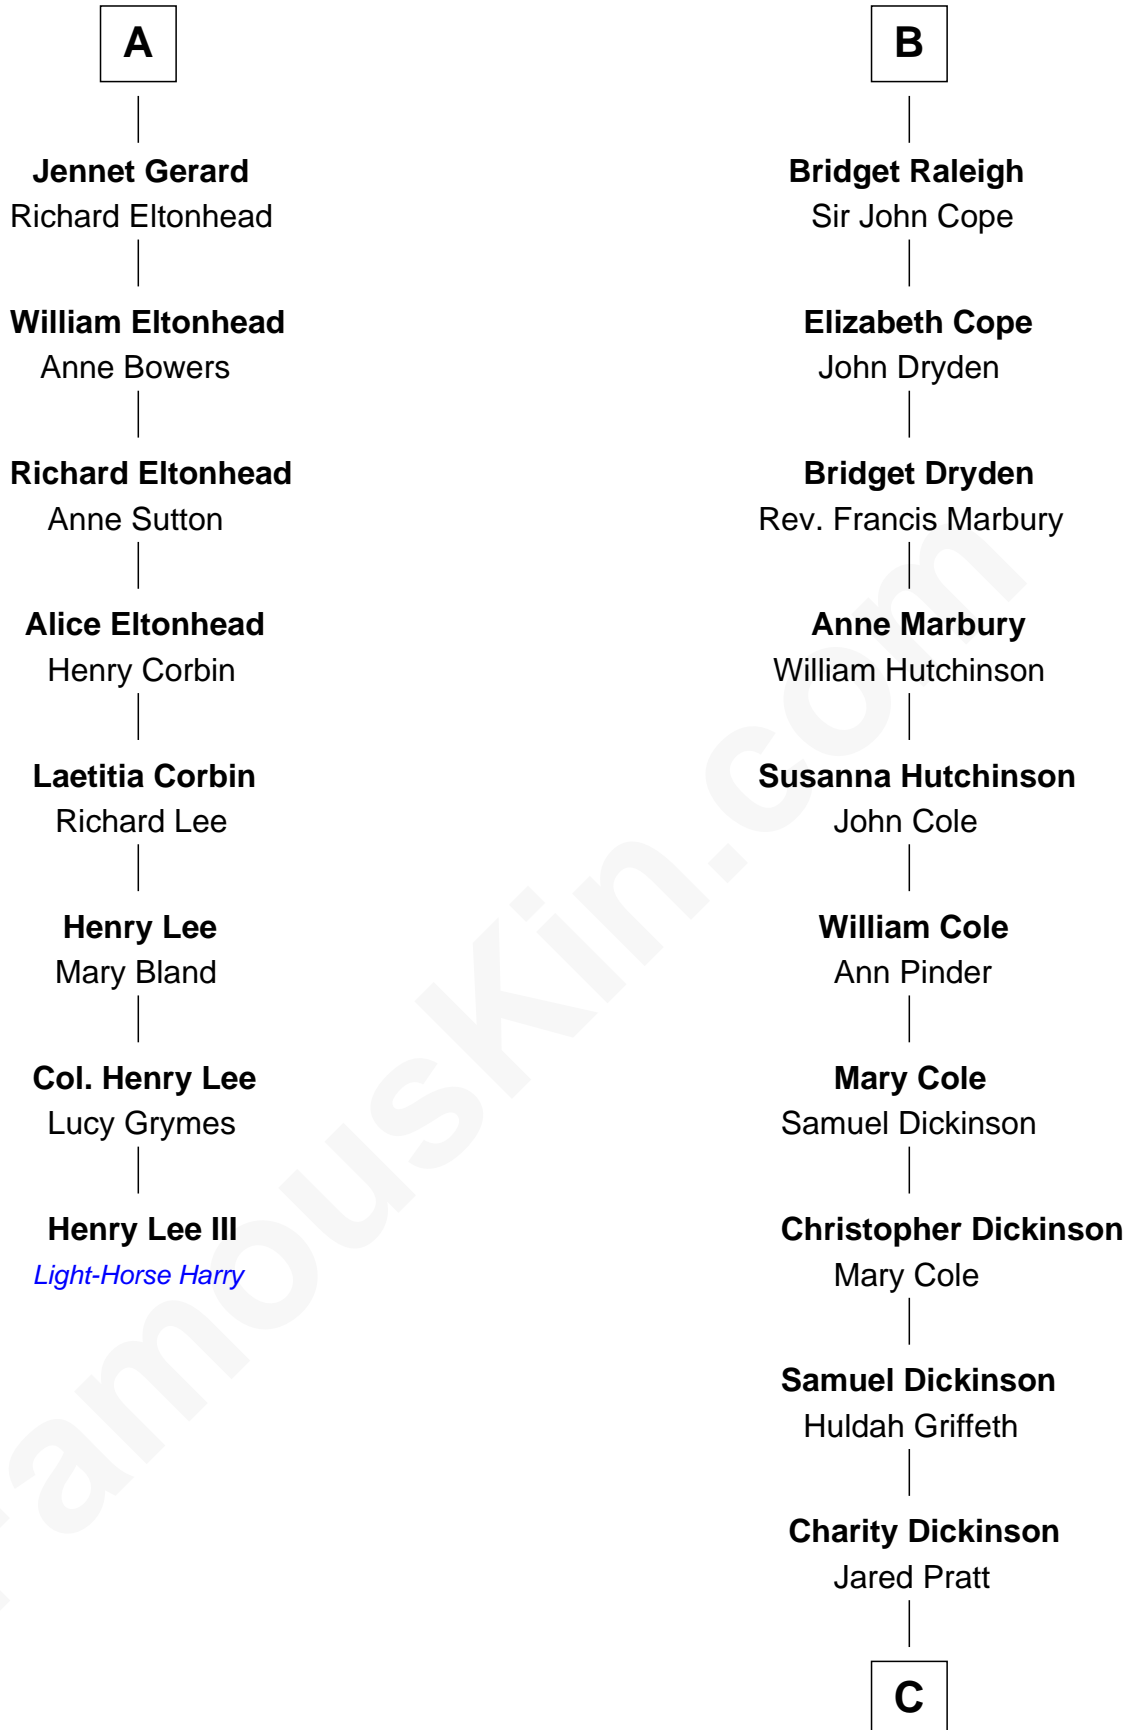 A
Jennet Gerard
Richard Eltonhead
William Eltonhead
Anne Bowers
Richard Eltonhead
Anne Sutton
Alice Eltonhead
Henry Corbin
Laetitia Corbin
Richard Lee
Henry Lee
Mary Bland
Col. Henry Lee
Lucy Grymes
Henry Lee III
Light-Horse Harry
B
Bridget Raleigh
Sir John Cope
Elizabeth Cope
John Dryden
Bridget Dryden
Rev. Francis Marbury
Anne Marbury
William Hutchinson
Susanna Hutchinson
John Cole
William Cole
Ann Pinder
Mary Cole
Samuel Dickinson
Christopher Dickinson
Mary Cole
Samuel Dickinson
Huldah Griffeth
Charity Dickinson
Jared Pratt
C
FamousKin.com